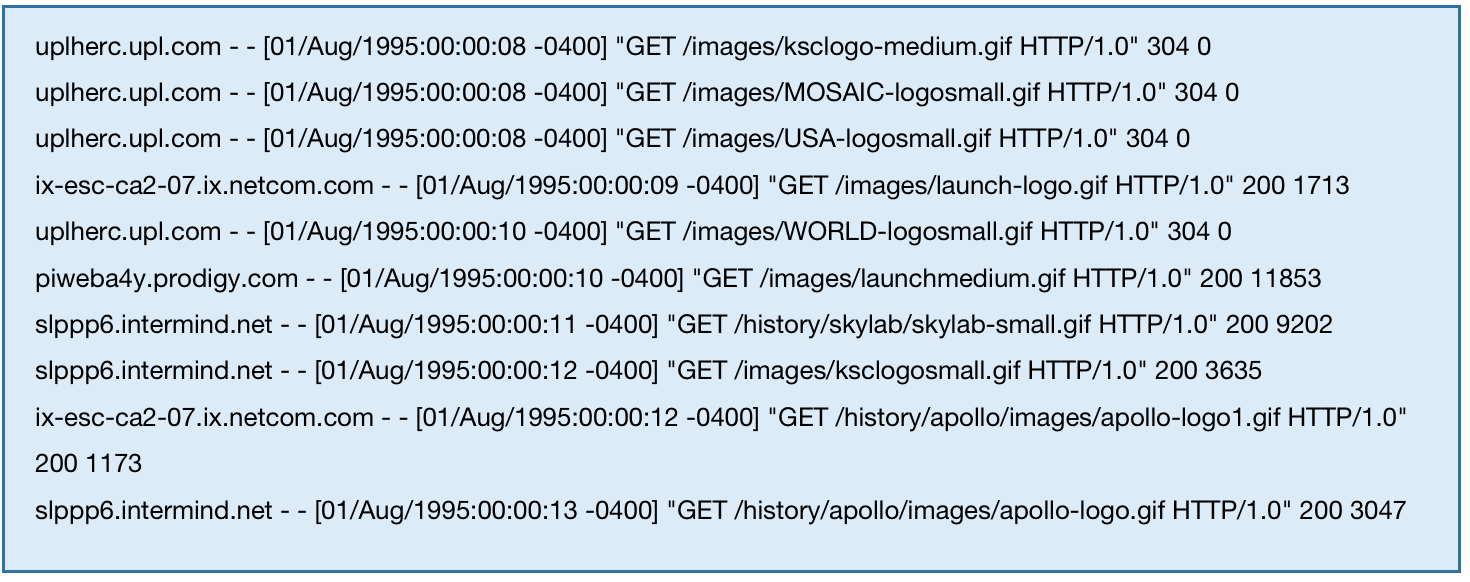 uplherc.upl.com - - [01/Aug/1995:00:00:08 -0400] "GET /images/ksclogo-medium.gif HTTP/1.0" 304 0
uplherc.upl.com - - [01/Aug/1995:00:00:08 -0400] "GET /images/MOSAIC-logosmall.gif HTTP/1.0" 304 0
uplherc.upl.com - - [01/Aug/1995:00:00:08 -0400] "GET /images/USA-logosmall.gif HTTP/1.0" 304 0
ix-esc-ca2-07.ix.netcom.com - - [01/Aug/1995:00:00:09 -0400] "GET /images/launch-logo.gif HTTP/1.0" 200 1713
uplherc.upl.com - - [01/Aug/1995:00:00:10 -0400] "GET /images/WORLD-logosmall.gif HTTP/1.0" 304 0
piweba4y.prodigy.com - - [01/Aug/1995:00:00:10 -0400] "GET /images/launchmedium.gif HTTP/1.0" 200 11853
slppp6.intermind.net - - [01/Aug/1995:00:00:11 -0400] "GET /history/skylab/skylab-small.gif HTTP/1.0" 200 9202
slppp6.intermind.net - - [01/Aug/1995:00:00:12 -0400] "GET /images/ksclogosmall.gif HTTP/1.0" 200 3635
ix-esc-ca2-07.ix.netcom.com - - [01/Aug/1995:00:00:12 -0400] "GET /history/apollo/images/apollo-logo1.gif HTTP/1.0"
200 1173
slppp6.intermind.net - - [01/Aug/1995:00:00:13 -0400] "GET /history/apollo/images/apollo-logo.gif HTTP/1.0" 200 3047